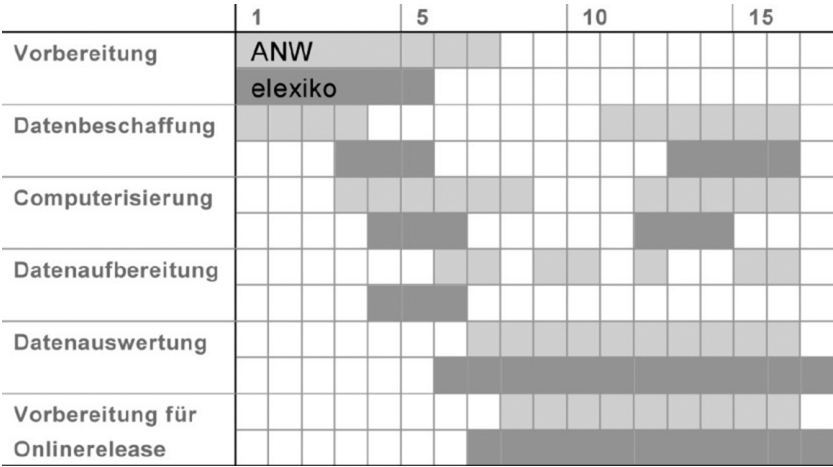 1 5 10 15
Vorbereitung ANW
elexiko
Datenbeschaffung
Computerisierung
Datenaufbereitung
Datenauswertung
Vorbereitung für
Onlinerelease